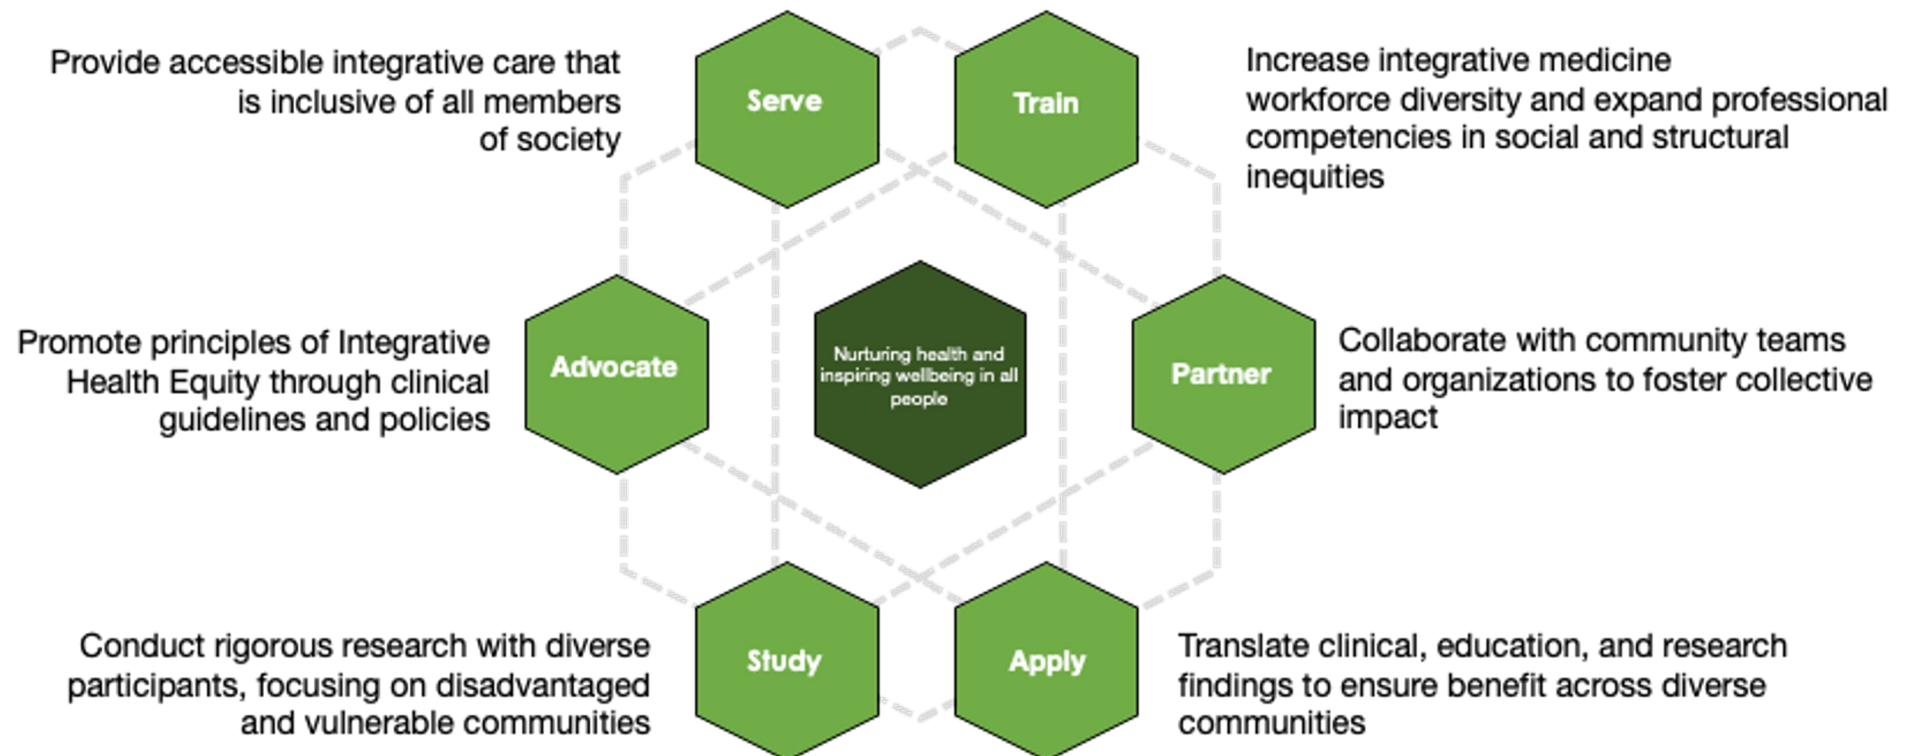 Provide accessible integrative care that
is inclusive of all members
of society
Serve
Train
Increase integrative medicine
workforce diversity and expand professional
competencies in social and structural
inequities
Promote principles of Integrative
Health Equity through clinical
guidelines and policies
Advocate
Nurturing health and
inspiring wellbeing in all
people
Partner
Collaborate with community teams
and organizations to foster collective
impact
Conduct rigorous research with diverse
participants, focusing on disadvantaged
and vulnerable communities
Study
Apply
Translate clinical, education, and research
findings to ensure benefit across diverse
communities